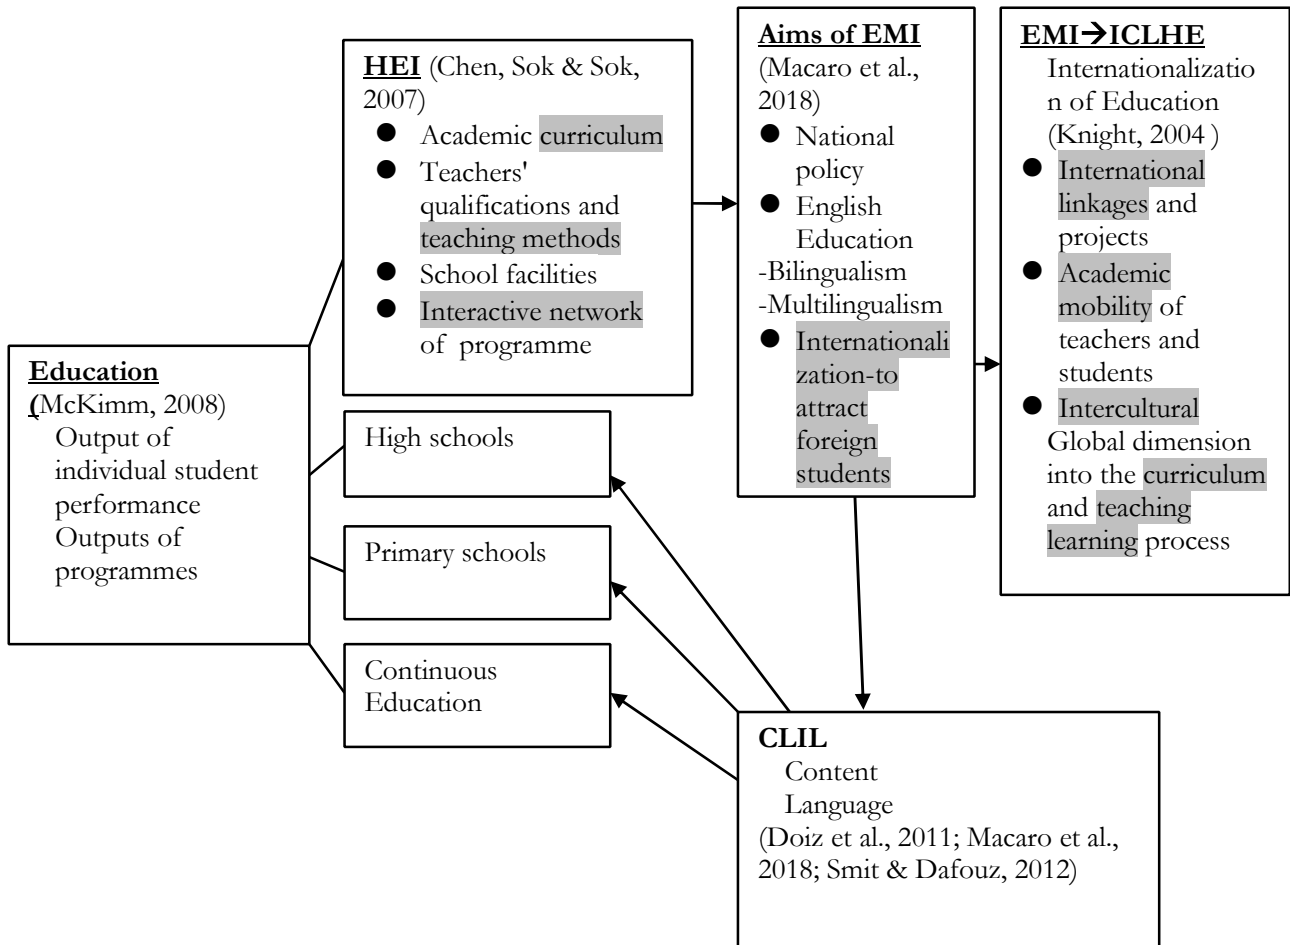 Education
(McKimm, 2008)
Output of
individual student
performance
Outputs of
programmes
HEI (Chen, Sok & Sok,
2007)
● Academic curriculum
● Teachers'
qualifications and
teaching methods
● School facilities
● Interactive network
of programme
High schools
Primary schools
Continuous
Education
Aims of EMI
(Macaro et al.,
2018)
● National
policy
● English
Education
-Bilingualism
-Multilingualism
● Internationali
zation-to
attract
foreign
students
EMI→ICLHE
Internationalizatio
n of Education
(Knight, 2004 )
● International
linkages and
projects
● Academic
mobility of
teachers and
students
● Intercultural
Global dimension
into the curriculum
and teaching
learning process
CLIL
Content
Language
(Doiz et al., 2011; Macaro et al.,
2018; Smit & Dafouz, 2012)